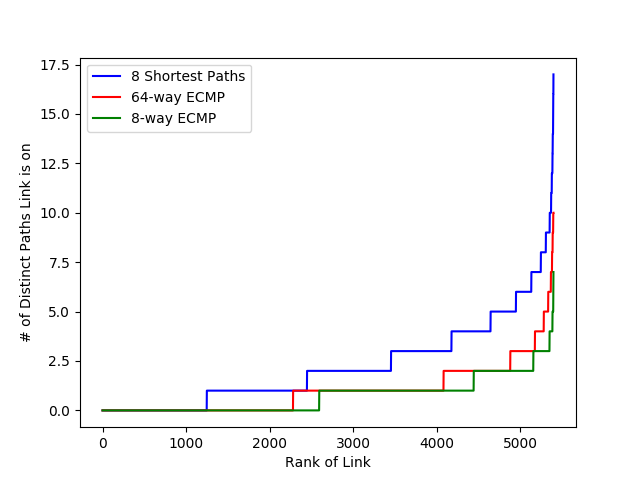 17.5
15.0
12.5
10.0
7.5
5.0
2.5
0.0
# of Distinct Paths Link is on
8 Shortest Paths
64-way ECMP
8-way ECMP
0 1000 2000 3000 4000 5000
Rank of Link